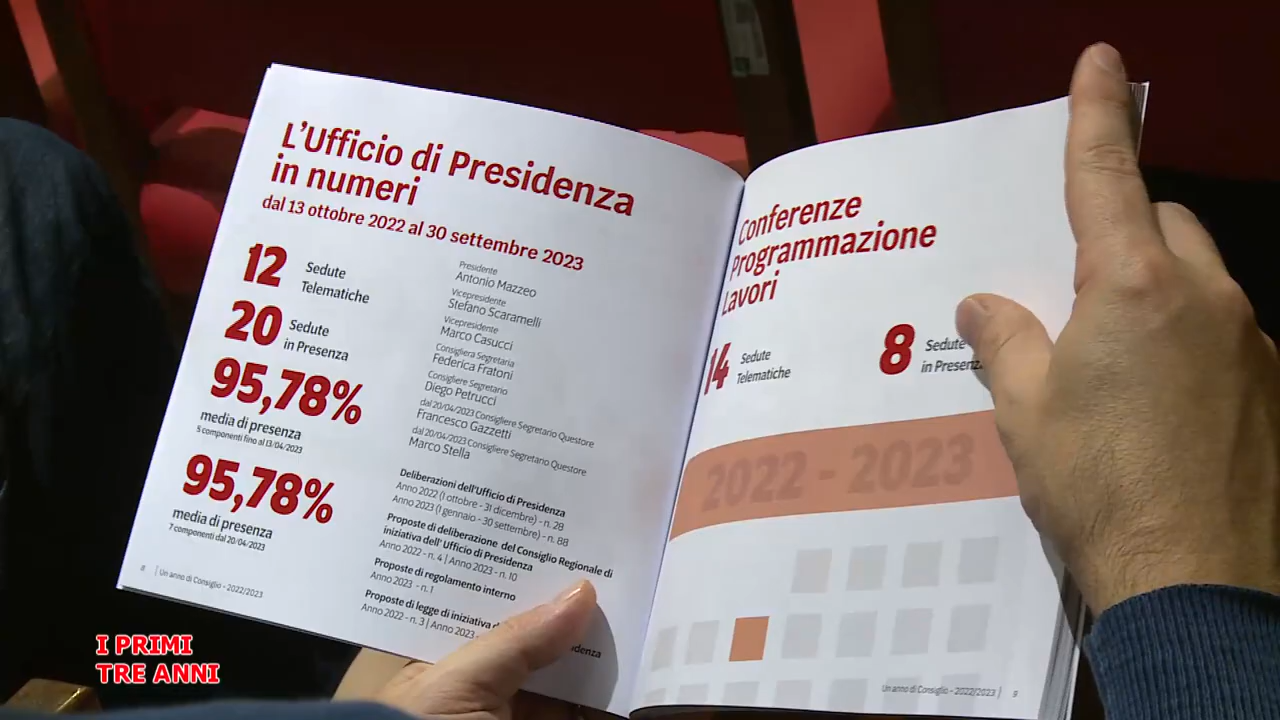 L'Ufficio di Presidenza
in numeri
dal 13 ottobre 2022 al 30 settembre 2023
12
Sedute
Telematiche
20
Sedute
in Presenza
95,78%
media di presenza
5 componenti fino al 13/04/2023
95,78%
media di presenza
7 componenti dal 20/04/2023
Presidente
Antonio Mazzeo
Vicepresidente
Stefano Scaramelli
Vicepresidente
Marco Casucci
Consigliera Segretaria
Federica Fratoni
Consigliere Segretario
Diego Petrucci
dal 20/04/2023 Consigliere Segretario Questore
Francesco Gazzetti
dal 20/04/2023 Consigliere Segretario Questore
Marco Stella
Deliberazioni dell'Ufficio di Presidenza
Anno 2022 (1 ottobre - 31 dicembre) - n. 28
Anno 2023 (1 gennaio - 30 settembre) - n. 88
Proposte di deliberazione del Consiglio Regionale di
iniziativa dell' Ufficio di Presidenza
Anno 2022 - n. 4 | Anno 2023 - n. 10
Proposte di regolamento interno
Anno 2023 - n. 1
Proposte di legge di iniziativa
Anno 2022 - n. 3 | Anno 2023 -
8 | Un anno di Consiglio - 2022/2023
Conferenze
Programmazione
Lavori
14
Sedute
Telematiche
8
Sedute
in Presenza
2022 - 2023
Un anno di Consiglio - 2022/2023 | 9
I PRIMI
TRE ANNI